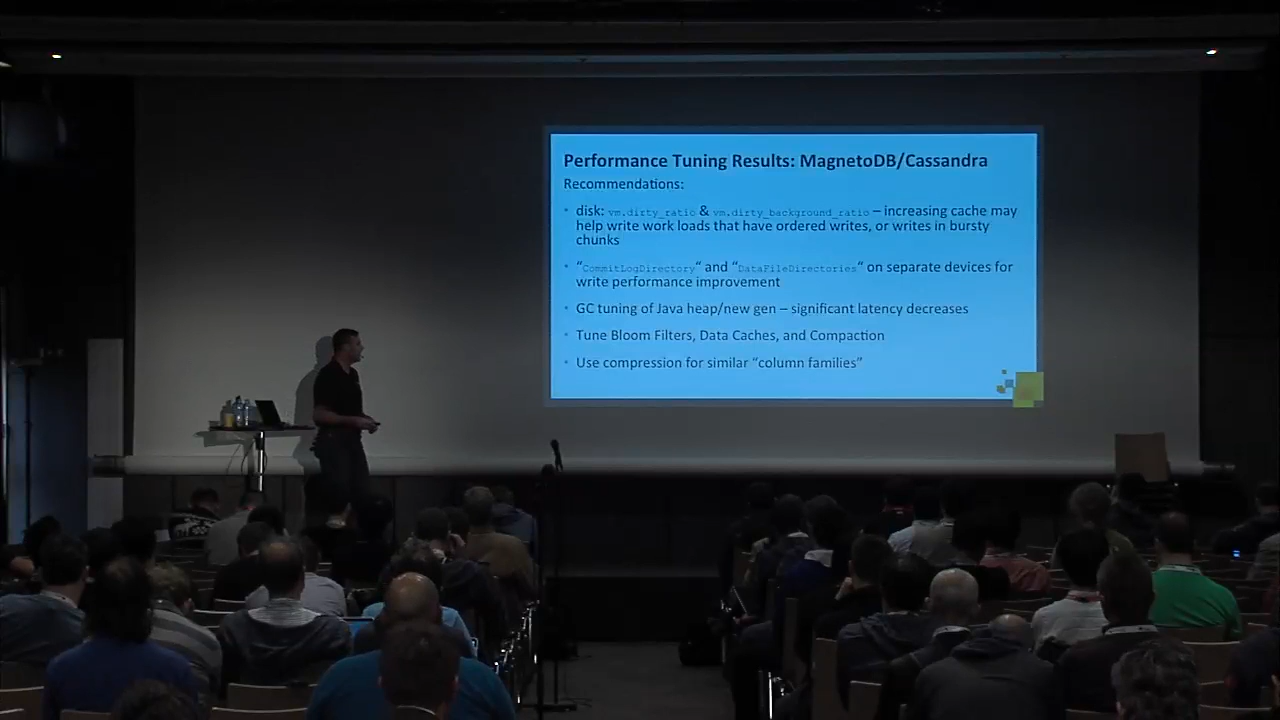 Performance Tuning Results: MagnetoDB/Cassandra
Recommendations:
• disk: vm.dirty_ratio & vm.dirty_background_ratio – increasing cache may
help write work loads that have ordered writes, or writes in bursty
chunks
• “CommitLogDirectory“ and “DataFileDirectories“ on separate devices for
write performance improvement
• GC tuning of Java heap/new gen – significant latency decreases
• Tune Bloom Filters, Data Caches, and Compaction
• Use compression for similar “column families”